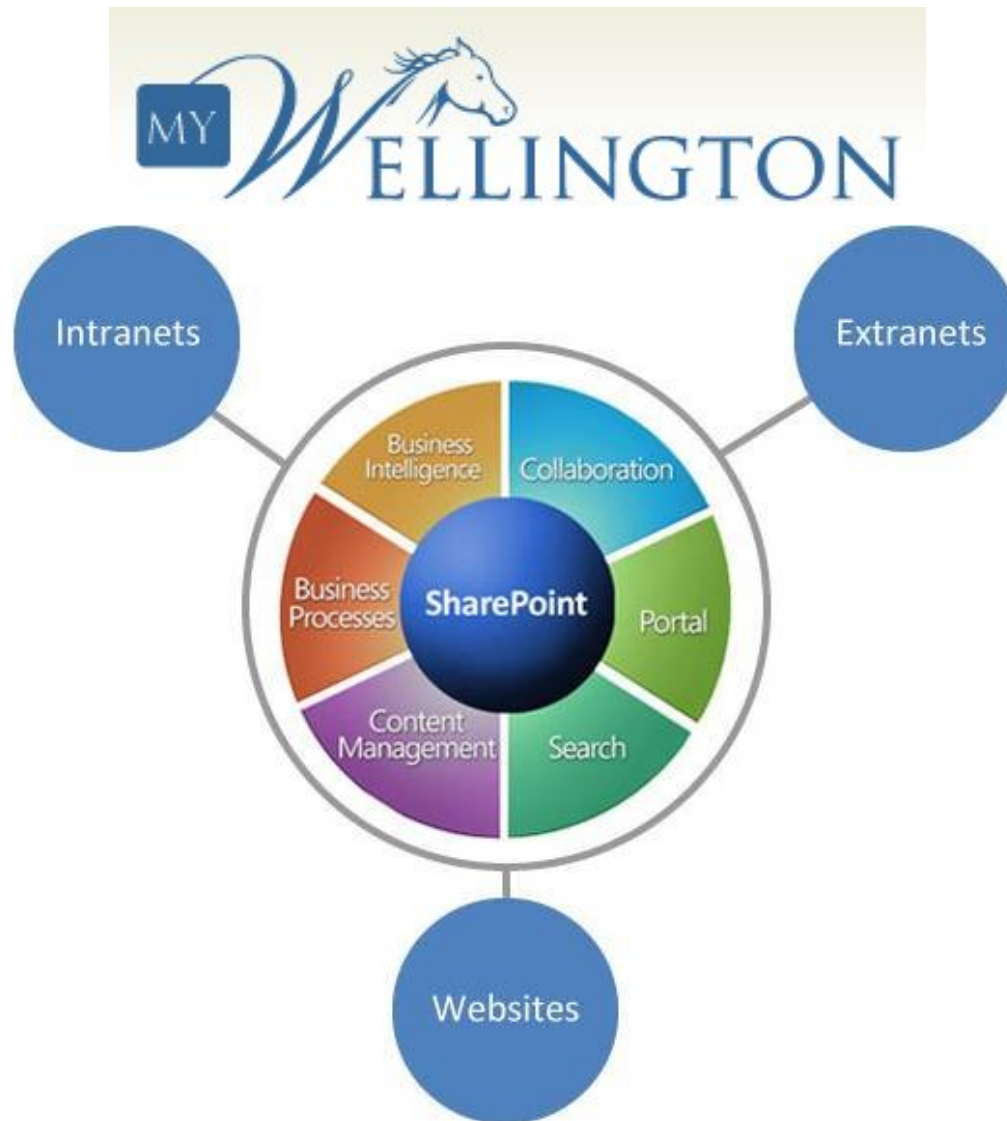 MY WELLINGTON
Intranets
Extranets
Business
Intelligence
Collaboration
Business
Processes
SharePoint
Portal
Content
Management
Search
Websites